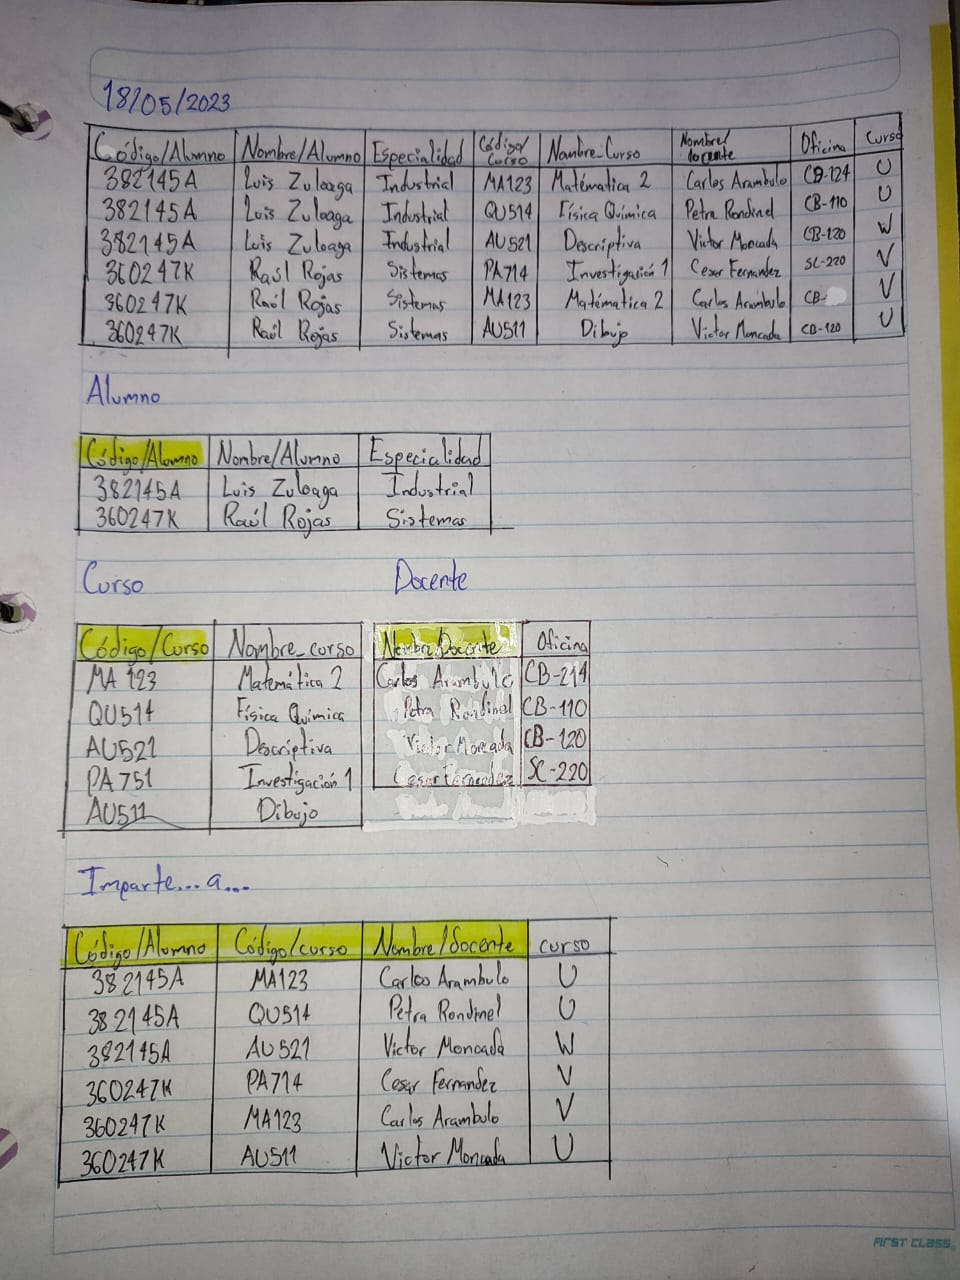 18/05/2023
Código/Alumno Nombre/Alumno Especialidad Código/Curso Nombre_Curso Nombre/docente Oficina Curso
382145A Luis Zuloaga Industrial MA123 Matématica 2 Carlos Arambulo CB-124 U
382145A Luis Zuloaga Industrial QU514 Física Química Petra Rondinel CB-110 U
382145A Luis Zuloaga Industrial AU521 Descriptiva Victor Moncada CB-120 W
360247K Raúl Rojas Sistemas PA714 Investigación 1 Cesar Fernandez SC-220 V
360247K Raúl Rojas Sistemas MA123 Matématica 2 Carlos Arambulo CB- V
360247K Raúl Rojas Sistemas AU511 Dibujo Victor Moncada CB-120 U
Alumno
Código/Alumno Nombre/Alumno Especialidad
382145A Luis Zuloaga Industrial
360247K Raúl Rojas Sistemas
Curso Docente
Código/Curso Nombre_curso Nombre/Docente Oficina
MA 123 Matemática 2 Carlos Arambulo CB-214
QU514 Física Química Petra Rondinel CB-110
AU521 Descriptiva Victor Moncada CB-120
PA751 Investigación 1 Cesar Fernandez SC-220
AU511 Dibujo
Imparte...a...
Código/Alumno Código/curso Nombre/docente curso
382145A MA123 Carlos Arambulo U
382145A QU514 Petra Rondinel U
382145A AU521 Victor Moncada W
360247K PA714 Cesar Fernandez V
360247K MA123 Carlos Arambulo V
360247K AU511 Victor Moncada U
FIRST CLASS